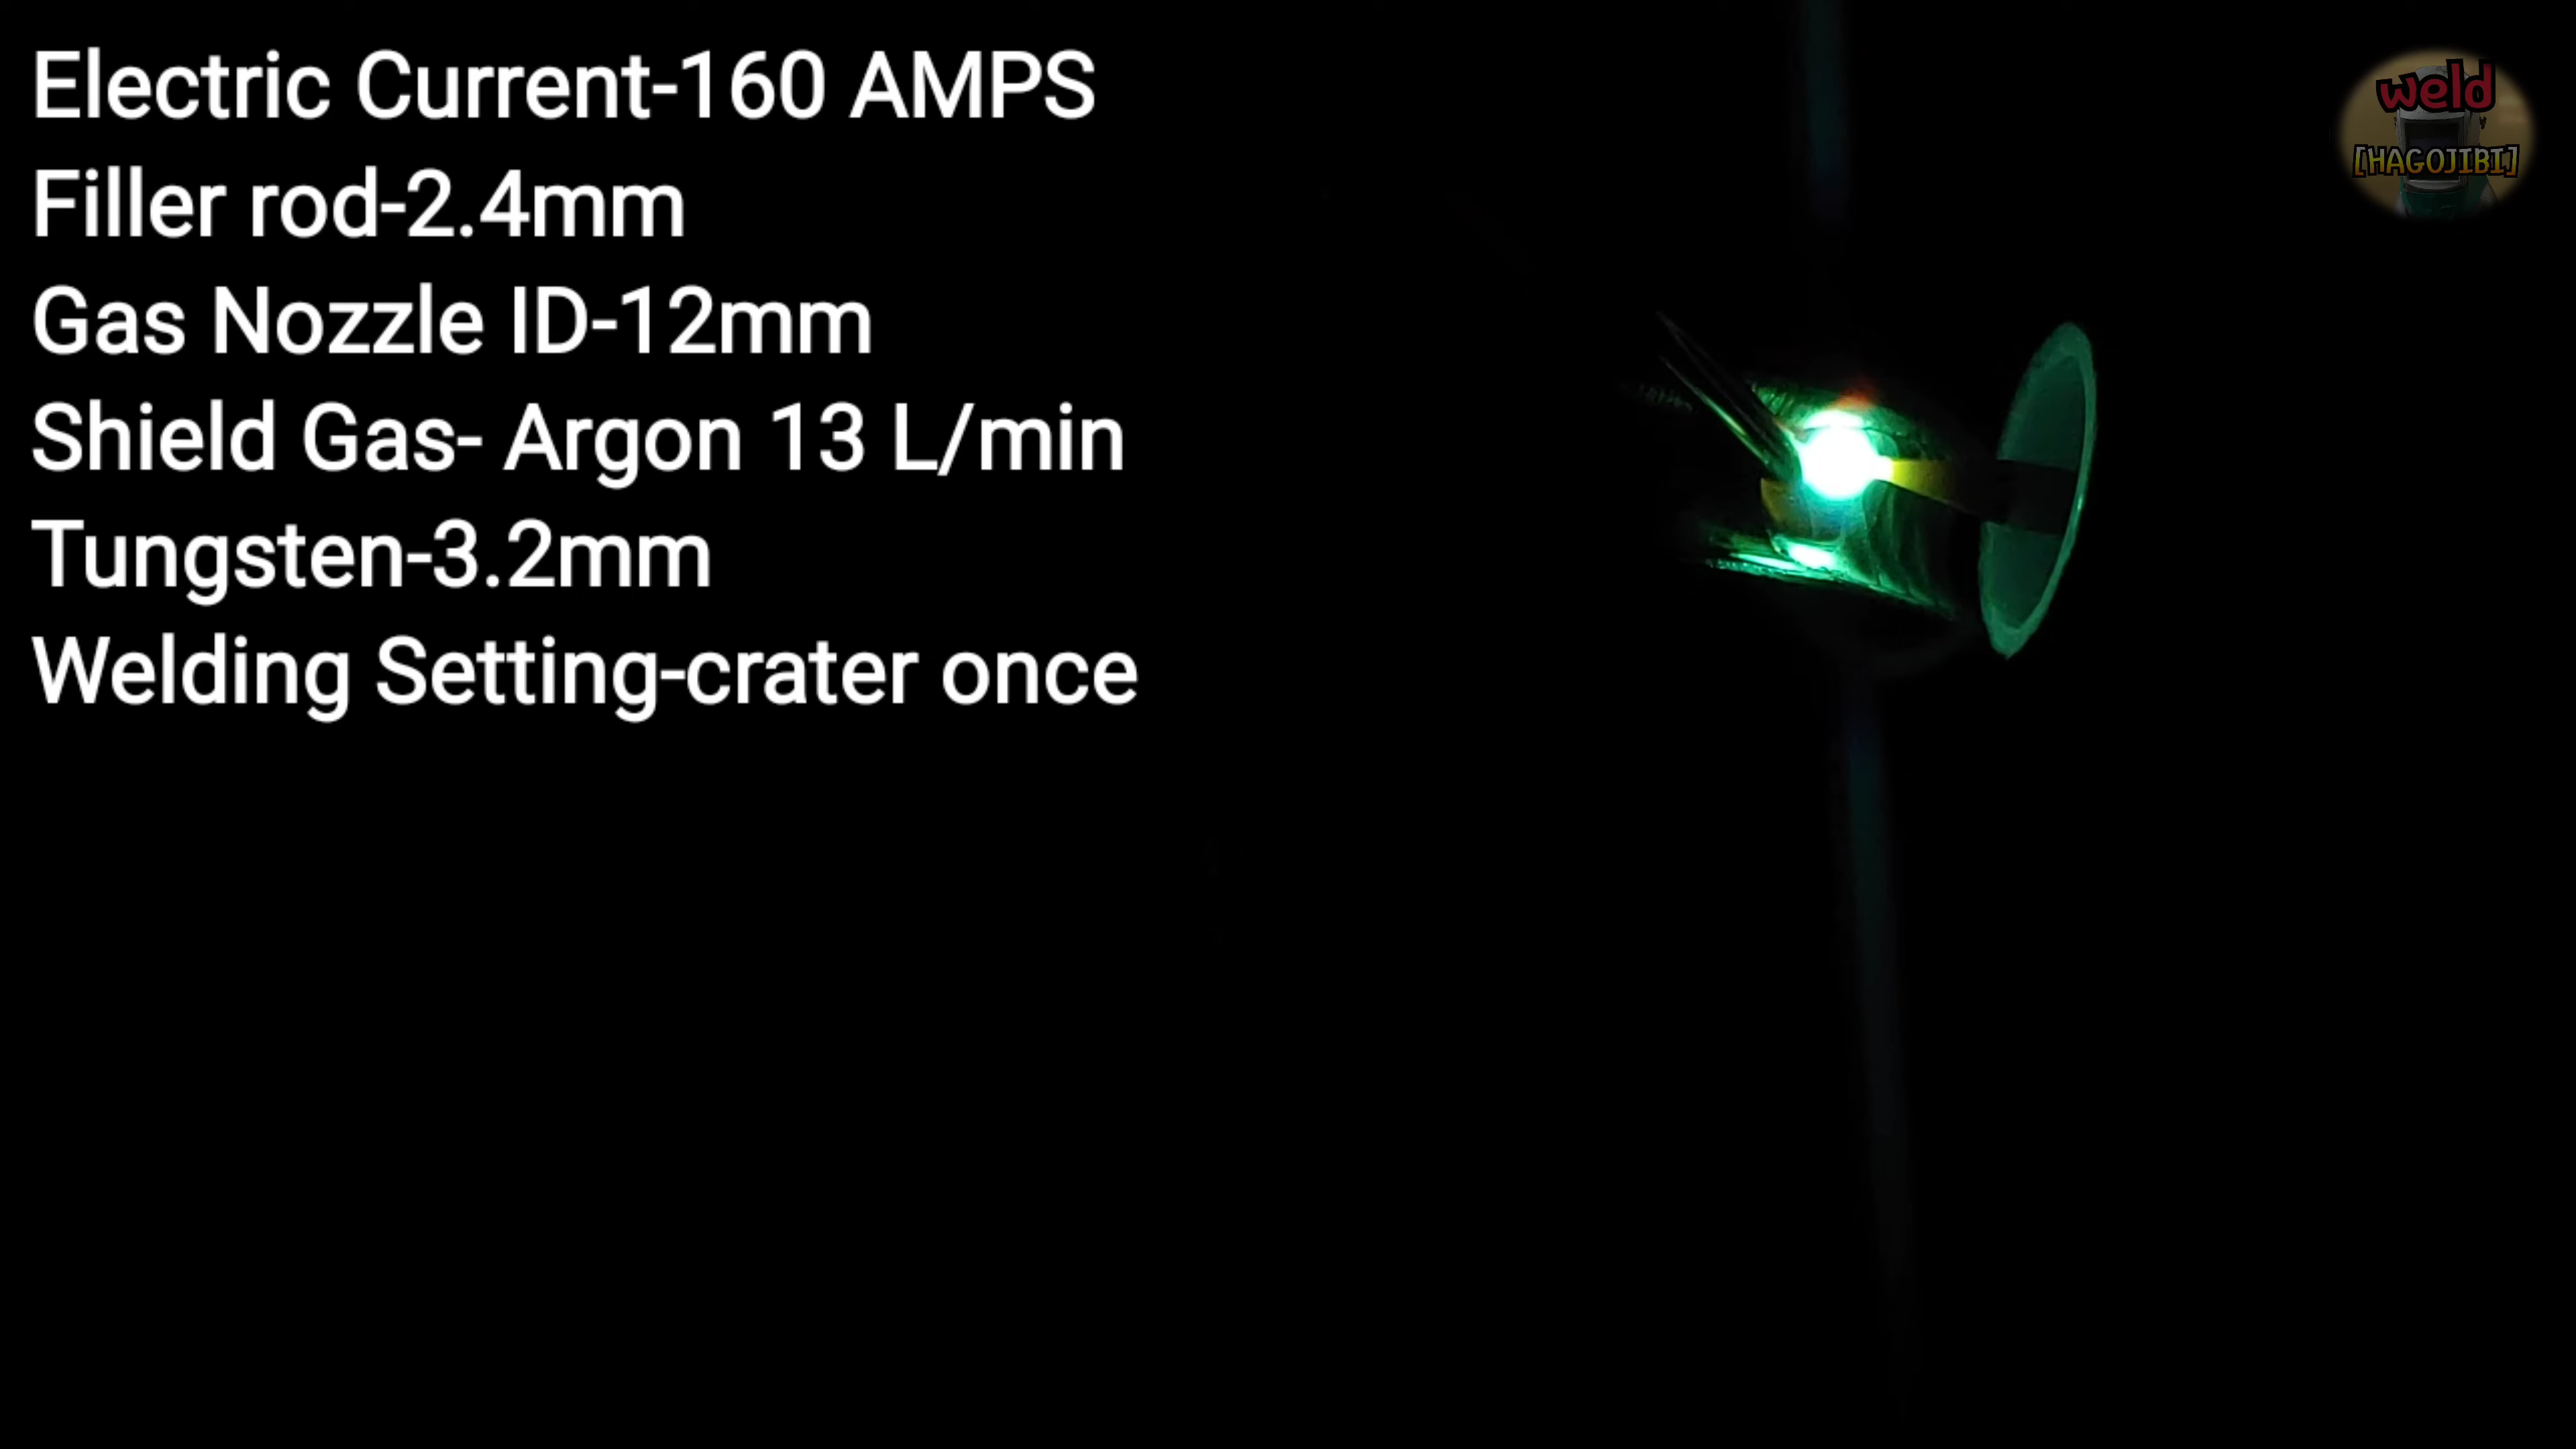 Electric Current-160 AMPS
Filler rod-2.4mm
Gas Nozzle ID-12mm
Shield Gas- Argon 13 L/min
Tungsten-3.2mm
Welding Setting-crater once
weld
[HAGOJIBI]